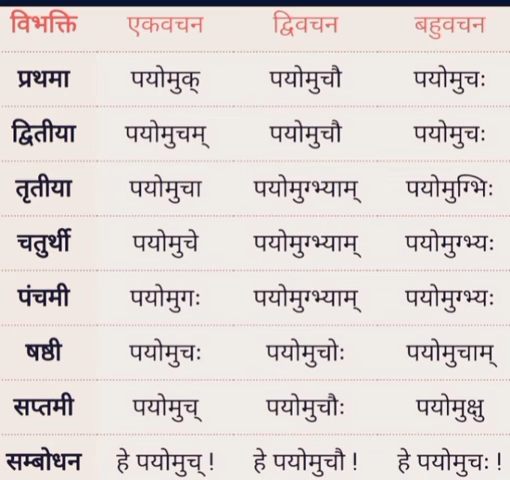 विभक्ति एकवचन द्विवचन बहुवचन
प्रथमा पयोमुक् पयोमुचौ पयोमुचः
द्वितीया पयोमुचम् पयोमुचौ पयोमुचः
तृतीया पयोमुचा पयोमुग्भ्याम् पयोमुग्भिः
चतुर्थी पयोमुचे पयोमुग्भ्याम् पयोमुग्भ्यः
पंचमी पयोमुगः पयोमुग्भ्याम् पयोमुग्भ्यः
षष्ठी पयोमुचः पयोमुचोः पयोमुचाम्
सप्तमी पयोमुच् पयोमुचौः पयोमुक्षु
सम्बोधन हे पयोमुच् ! हे पयोमुचौ ! हे पयोमुचः !